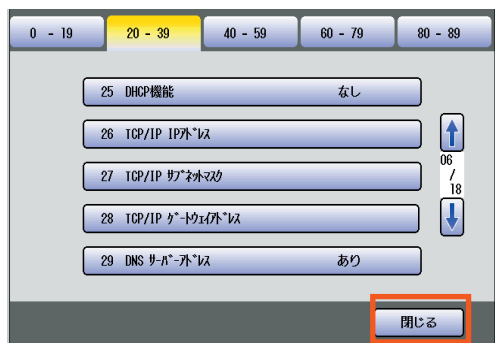 0 - 19 20 - 39 40 - 59 60 - 79 80 - 89
25 DHCP機能 なし
26 TCP/IP IPｱﾄﾞﾚｽ
06
27 TCP/IP ｻﾌﾞﾈｯﾄﾏｽｸ
/
18
28 TCP/IP ｹﾞｰﾄｳｪｲｱﾄﾞﾚｽ
29 DNS ｻｰﾊﾞｰｱﾄﾞﾚｽ あり
閉じる